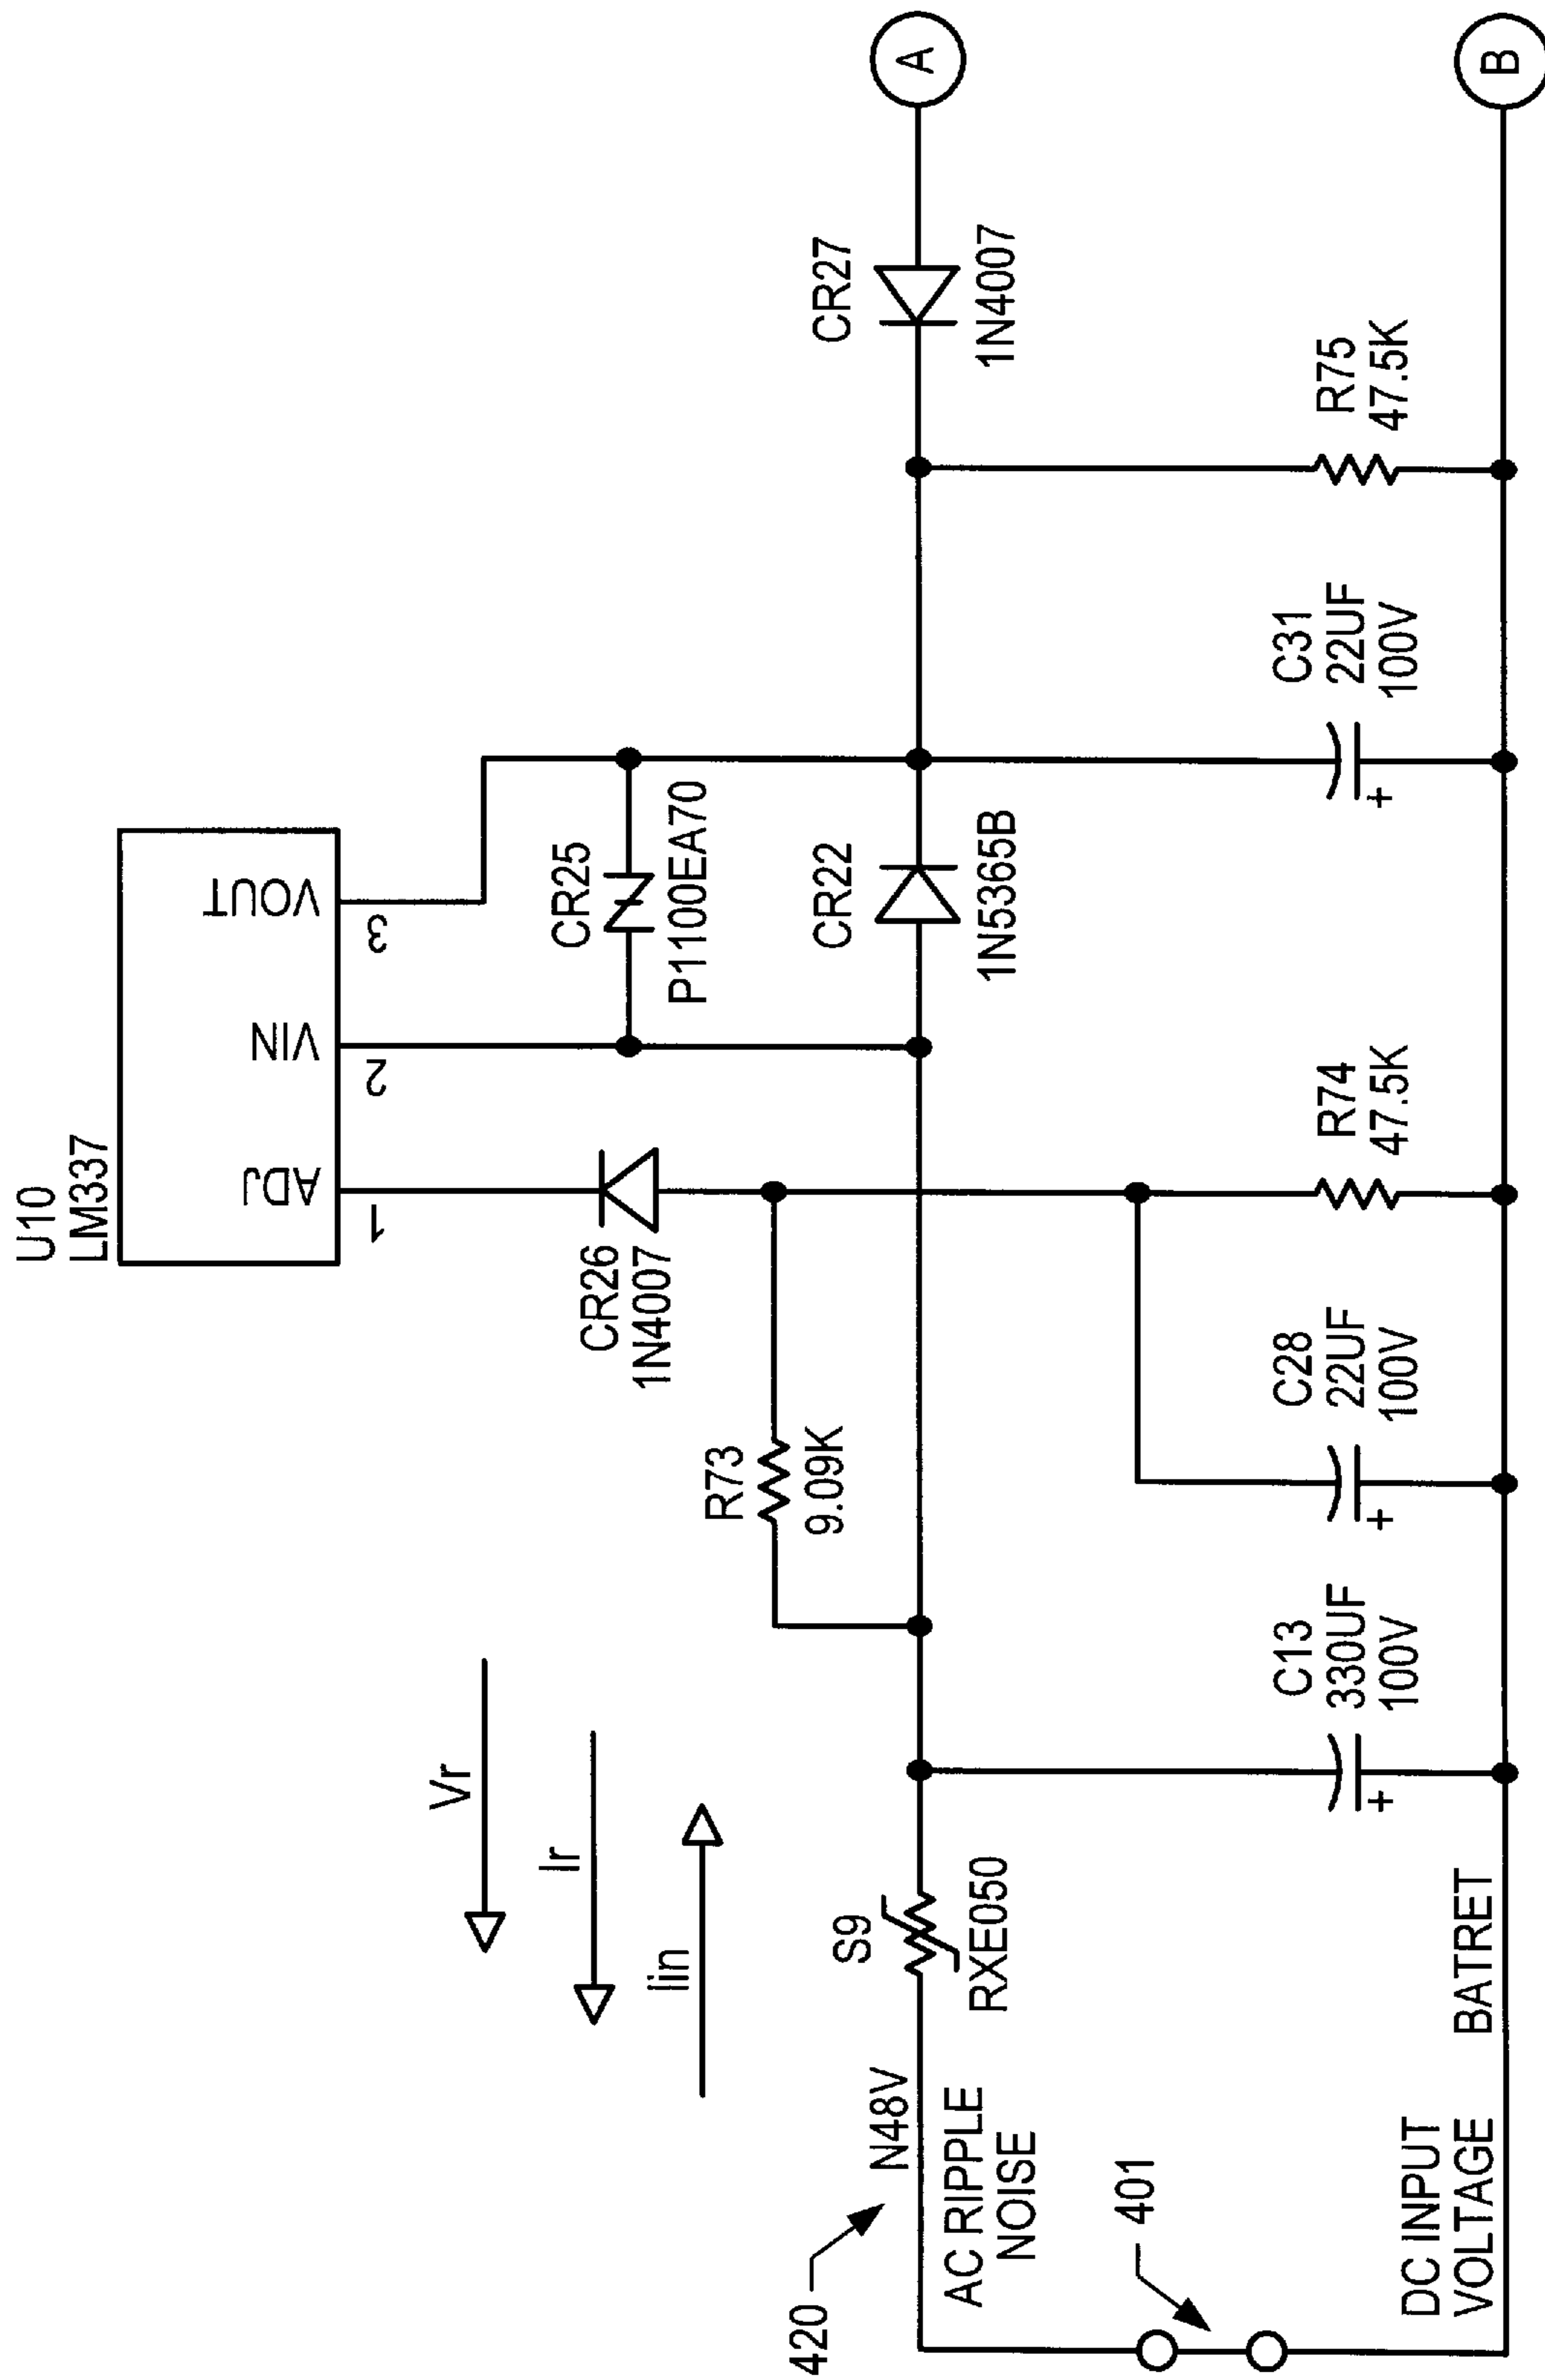 U10
LM337
ADJ
VIN
VOUT
1
2
3
CR26
1N4007
CR25
P1100EA70
CR22
1N5365B
CR27
1N4007
A
Vr
Ir
Iin
R73
9.09K
S9
RXE050
N48V
420
AC RIPPLE
NOISE
401
DC INPUT
VOLTAGE
BATRET
C13
330UF
100V
+
C28
22UF
100V
+
R74
47.5K
C31
22UF
100V
+
R75
47.5K
B